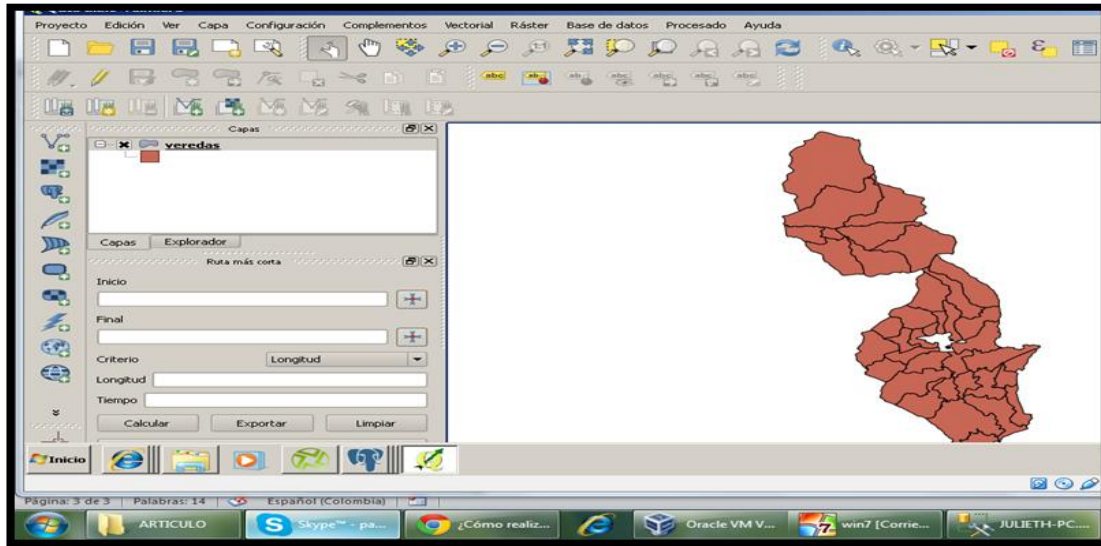 Proyecto Edición Ver Capa Configuración Complementos Vectorial Ráster Base de datos Procesado Ayuda
Capas
veredas
Capas Explorador
Ruta más corta
Inicio
Final
Criterio Longitud
Longitud
Tiempo
Calcular Exportar Limpiar
Inicio
Página: 3 de 3 Palabras: 14 Español (Colombia)
ARTICULO Skype™ - pa... ¿Cómo realiz... Oracle VM V... win7 [Corrie... JULIETH-PC....